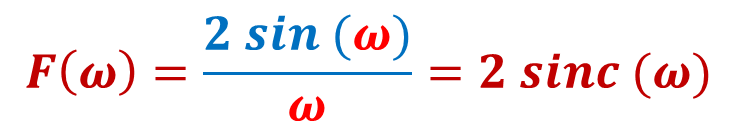 F(ω) = 2 sin (ω) / ω = 2 sinc (ω)